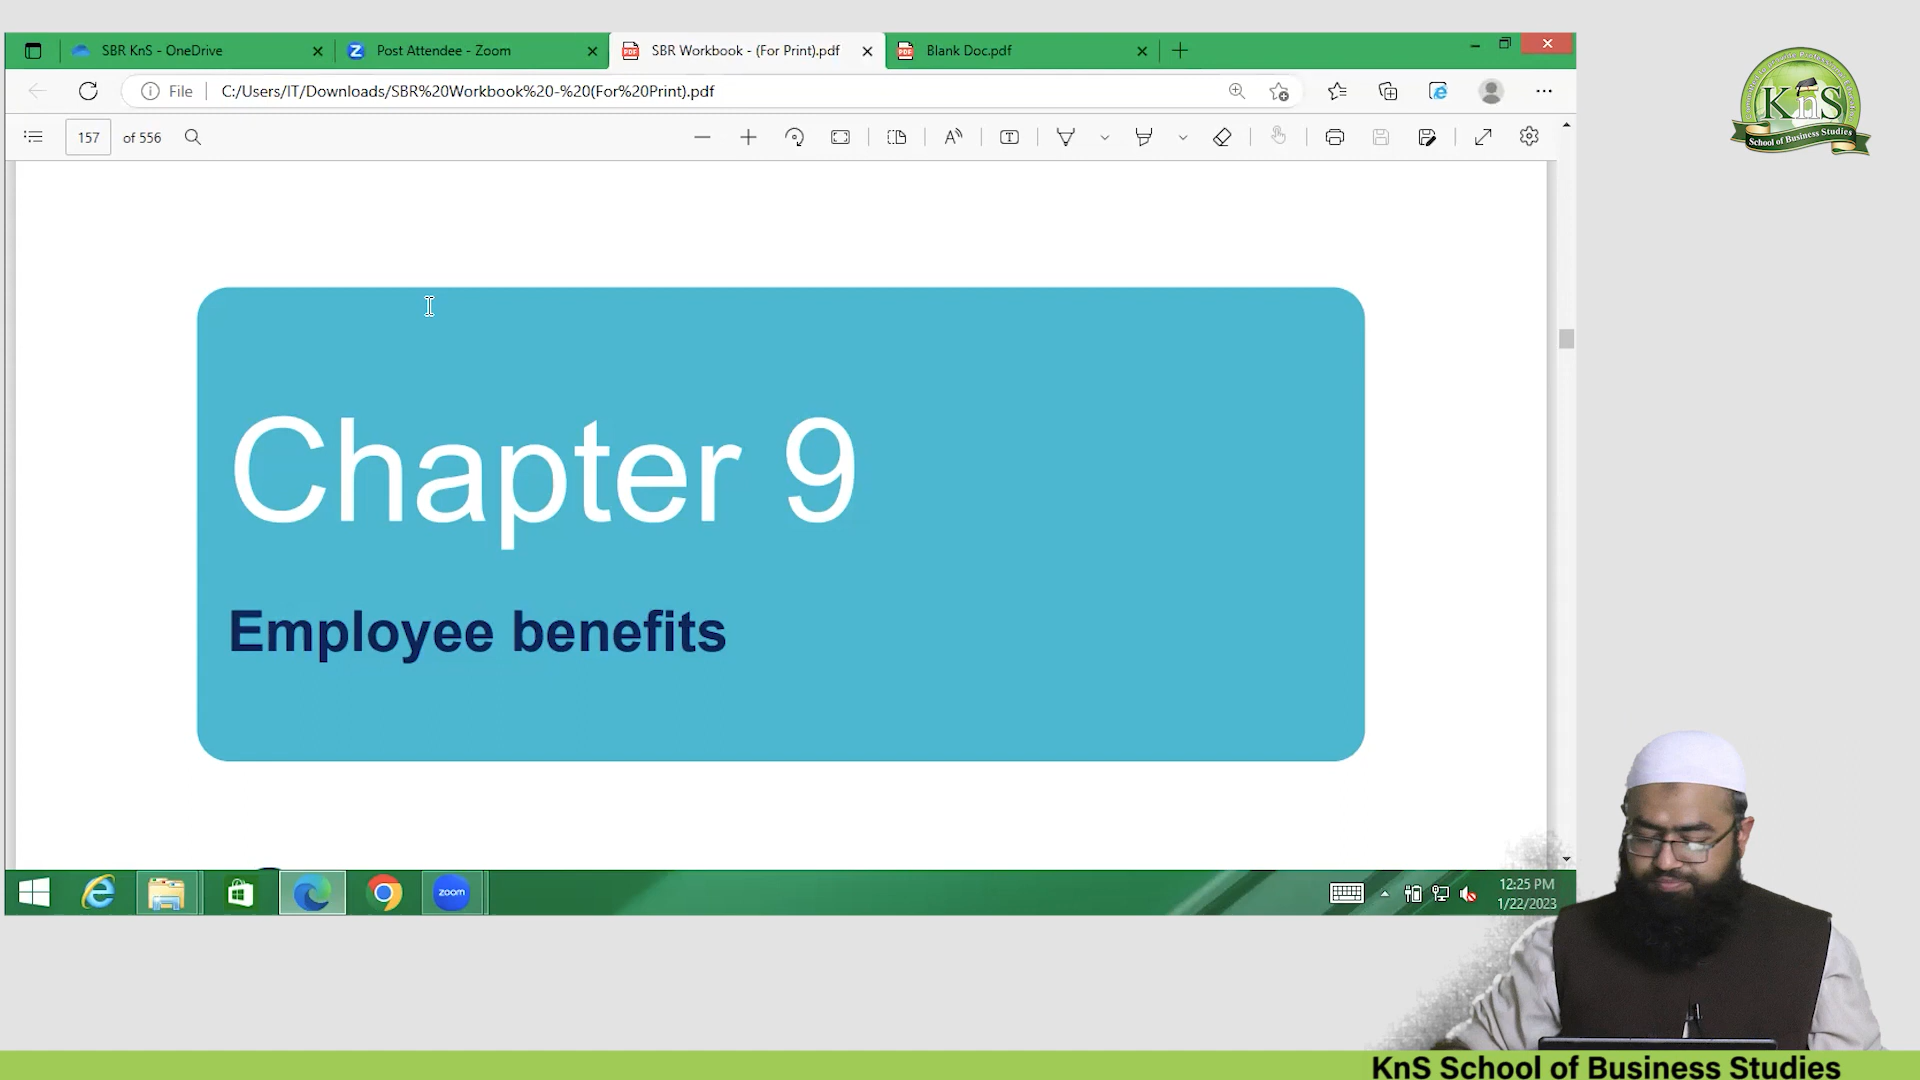 SBR KnS - OneDrive
Post Attendee - Zoom
SBR Workbook - (For Print).pdf
Blank Doc.pdf
File
C:/Users/IT/Downloads/SBR%20Workbook%20-%20(For%20Print).pdf
157 of 556
KnS
School of Business Studies
Chapter 9
Employee benefits
zoom
12:25 PM
1/22/2023
KnS School of Business Studies